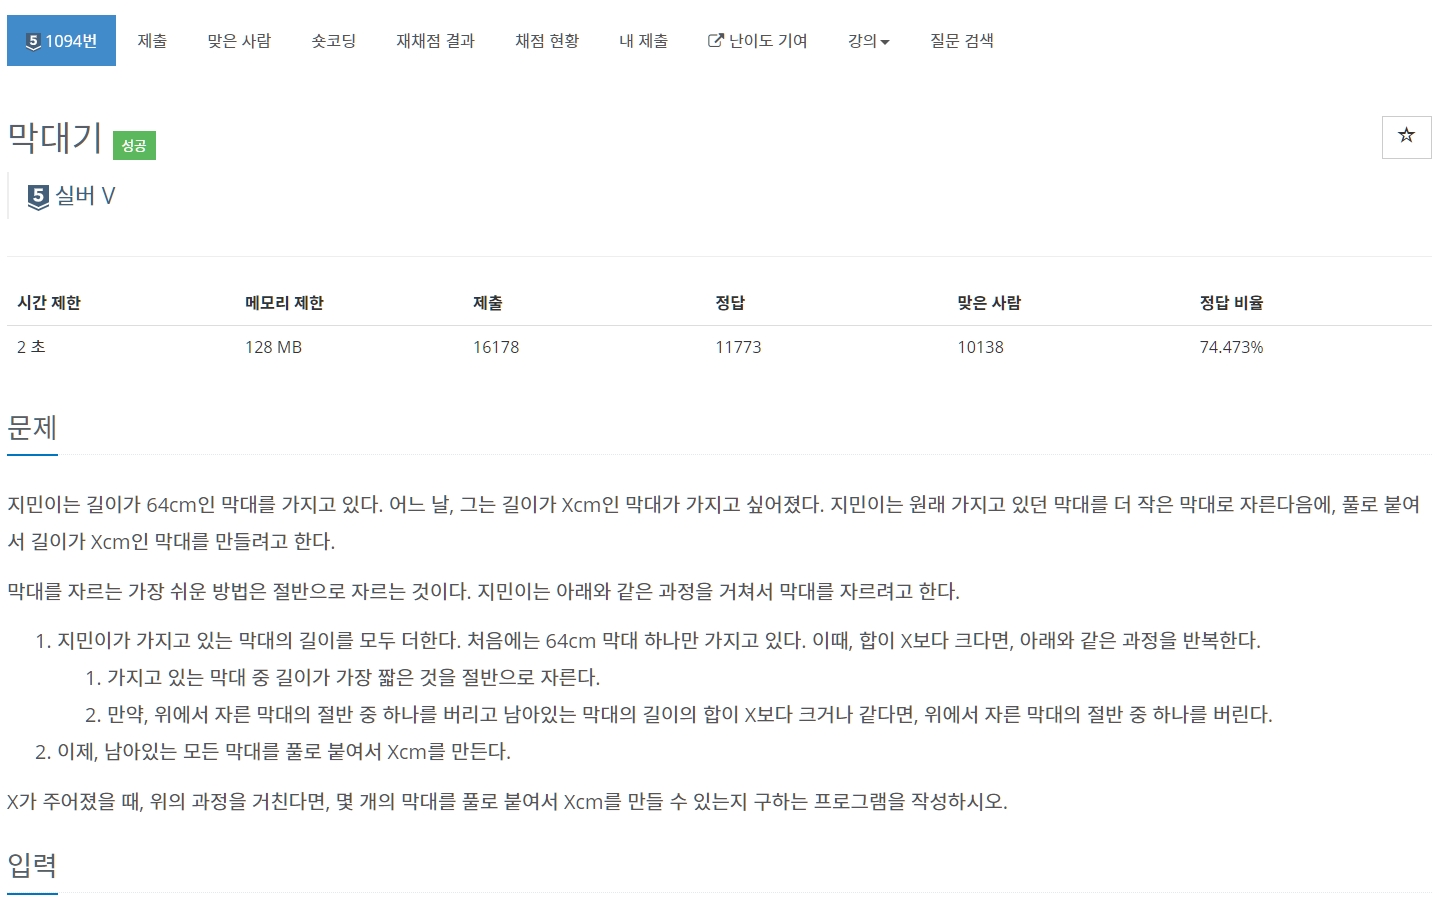 5 1094번 제출 맞은 사람 숏코딩 재채점 결과 채점 현황 내 제출 난이도 기여 강의 질문 검색
막대기 성공
5 실버 V
시간 제한 메모리 제한 제출 정답 맞은 사람 정답 비율
2 초 128 MB 16178 11773 10138 74.473%
문제
지민이는 길이가 64cm인 막대를 가지고 있다. 어느 날, 그는 길이가 Xcm인 막대가 가지고 싶어졌다. 지민이는 원래 가지고 있던 막대를 더 작은 막대로 자른다음에, 풀로 붙여
서 길이가 Xcm인 막대를 만들려고 한다.
막대를 자르는 가장 쉬운 방법은 절반으로 자르는 것이다. 지민이는 아래와 같은 과정을 거쳐서 막대를 자르려고 한다.
1. 지민이가 가지고 있는 막대의 길이를 모두 더한다. 처음에는 64cm 막대 하나만 가지고 있다. 이때, 합이 X보다 크다면, 아래와 같은 과정을 반복한다.
1. 가지고 있는 막대 중 길이가 가장 짧은 것을 절반으로 자른다.
2. 만약, 위에서 자른 막대의 절반 중 하나를 버리고 남아있는 막대의 길이의 합이 X보다 크거나 같다면, 위에서 자른 막대의 절반 중 하나를 버린다.
2. 이제, 남아있는 모든 막대를 풀로 붙여서 Xcm를 만든다.
X가 주어졌을 때, 위의 과정을 거친다면, 몇 개의 막대를 풀로 붙여서 Xcm를 만들 수 있는지 구하는 프로그램을 작성하시오.
입력